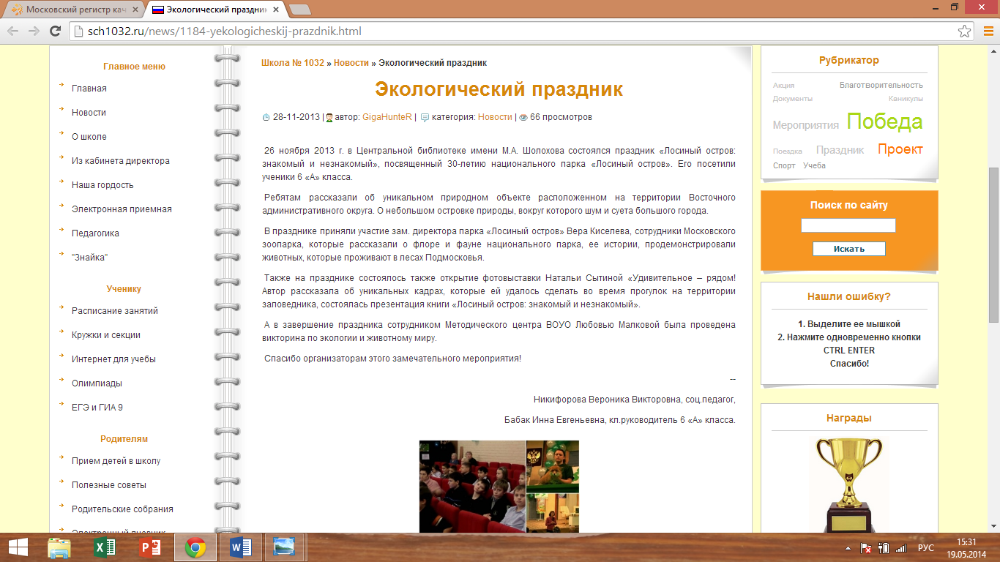 Московский регистр кач
Экологический праздник
sch1032.ru/news/1184-yekologicheskij-prazdnik.html
Главное меню
Главная
Новости
О школе
Из кабинета директора
Наша гордость
Электронная приемная
Педагогика
"Знайка"
Ученику
Расписание занятий
Кружки и секции
Интернет для учебы
Олимпиады
ЕГЭ и ГИА 9
Родителям
Прием детей в школу
Полезные советы
Родительские собрания
Электронный дневник
Школа № 1032 » Новости » Экологический праздник
Экологический праздник
28-11-2013 | автор: GigaHunteR | категория: Новости | 66 просмотров
26 ноября 2013 г. в Центральной библиотеке имени М.А. Шолохова состоялся праздник «Лосиный остров:
знакомый и незнакомый», посвященный 30-летию национального парка «Лосиный остров». Его посетили
ученики 6 «А» класса.
Ребятам рассказали об уникальном природном объекте расположенном на территории Восточного
административного округа. О небольшом островке природы, вокруг которого шум и суета большого города.
В празднике приняли участие зам. директора парка «Лосиный остров» Вера Киселева, сотрудники Московского
зоопарка, которые рассказали о флоре и фауне национального парка, ее истории, продемонстрировали
животных, которые проживают в лесах Подмосковья.
Также на празднике состоялось также открытие фотовыставки Натальи Сытиной «Удивительное – рядом!
Автор рассказала об уникальных кадрах, которые ей удалось сделать во время прогулок на территории
заповедника, состоялась презентация книги «Лосиный остров: знакомый и незнакомый».
А в завершение праздника сотрудником Методического центра ВОУО Любовью Малковой была проведена
викторина по экологии и животному миру.
Спасибо организаторам этого замечательного мероприятия!
--
Никифорова Вероника Викторовна, соц.педагог,
Бабак Инна Евгеньевна, кл.руководитель 6 «А» класса.
Рубрикатор
Акция Благотворительность
Документы Каникулы
Мероприятия Победа
Поездка Праздник Проект
Спорт Учеба
Поиск по сайту
Искать
Нашли ошибку?
1. Выделите ее мышкой
2. Нажмите одновременно кнопки
CTRL ENTER
Спасибо!
Награды
РУС
15:31
19.05.2014